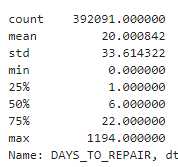 count    392091.000000
mean         20.000842
std          33.614322
min           0.000000
25%           1.000000
50%           6.000000
75%          22.000000
max        1194.000000
Name: DAYS_TO_REPAIR, dt